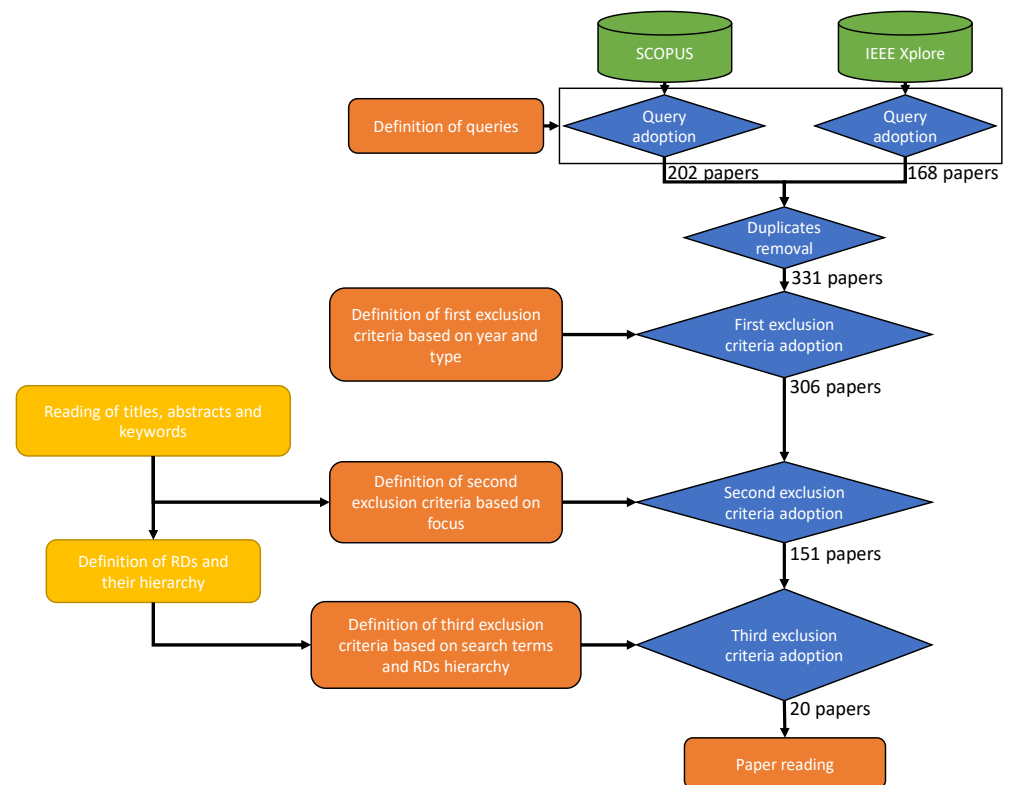 SCOPUS
IEEE Xplore
Definition of queries
Query
adoption
Query
adoption
202 papers
168 papers
Duplicates
removal
331 papers
Definition of first exclusion
criteria based on year and
type
First exclusion
criteria adoption
306 papers
Reading of titles, abstracts and
keywords
Definition of second
exclusion criteria based on
focus
Second exclusion
criteria adoption
151 papers
Definition of RDs and
their hierarchy
Definition of third exclusion
criteria based on search terms
and RDs hierarchy
Third exclusion
criteria adoption
20 papers
Paper reading